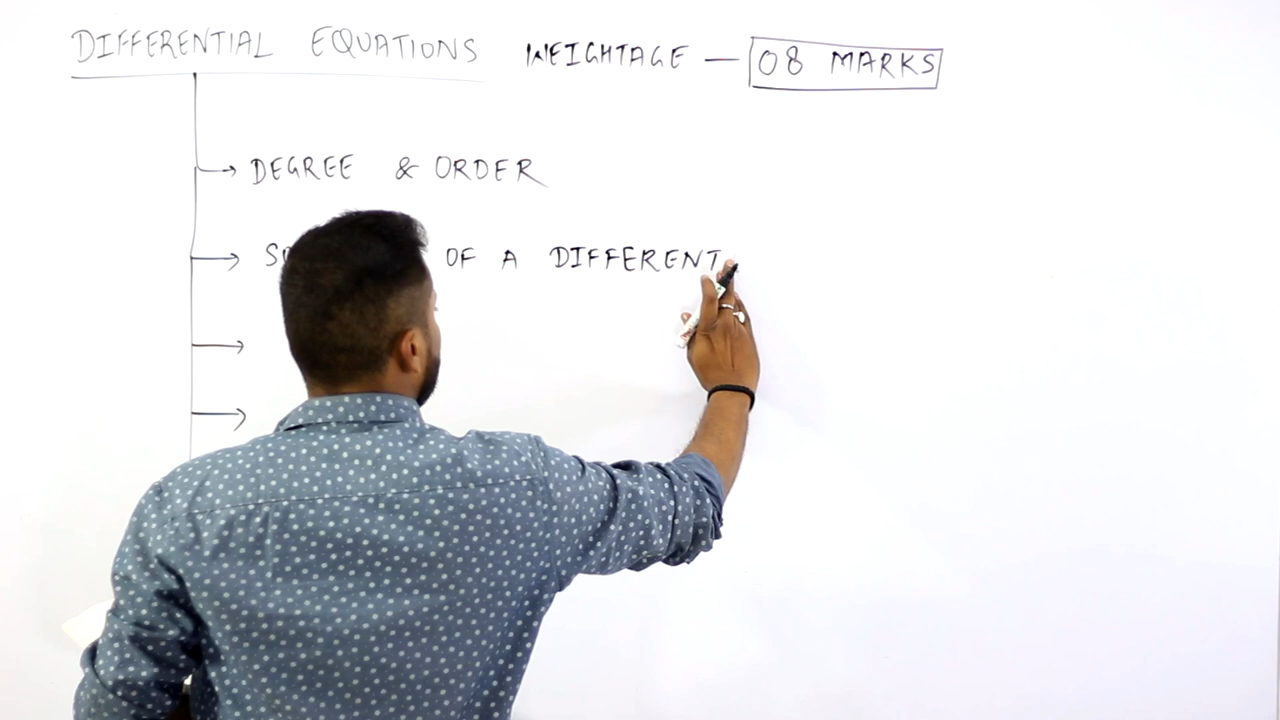 DIFFERENTIAL EQUATIONS WEIGHTAGE — 08 MARKS
→ DEGREE & ORDER
→ OF A DIFFERENT